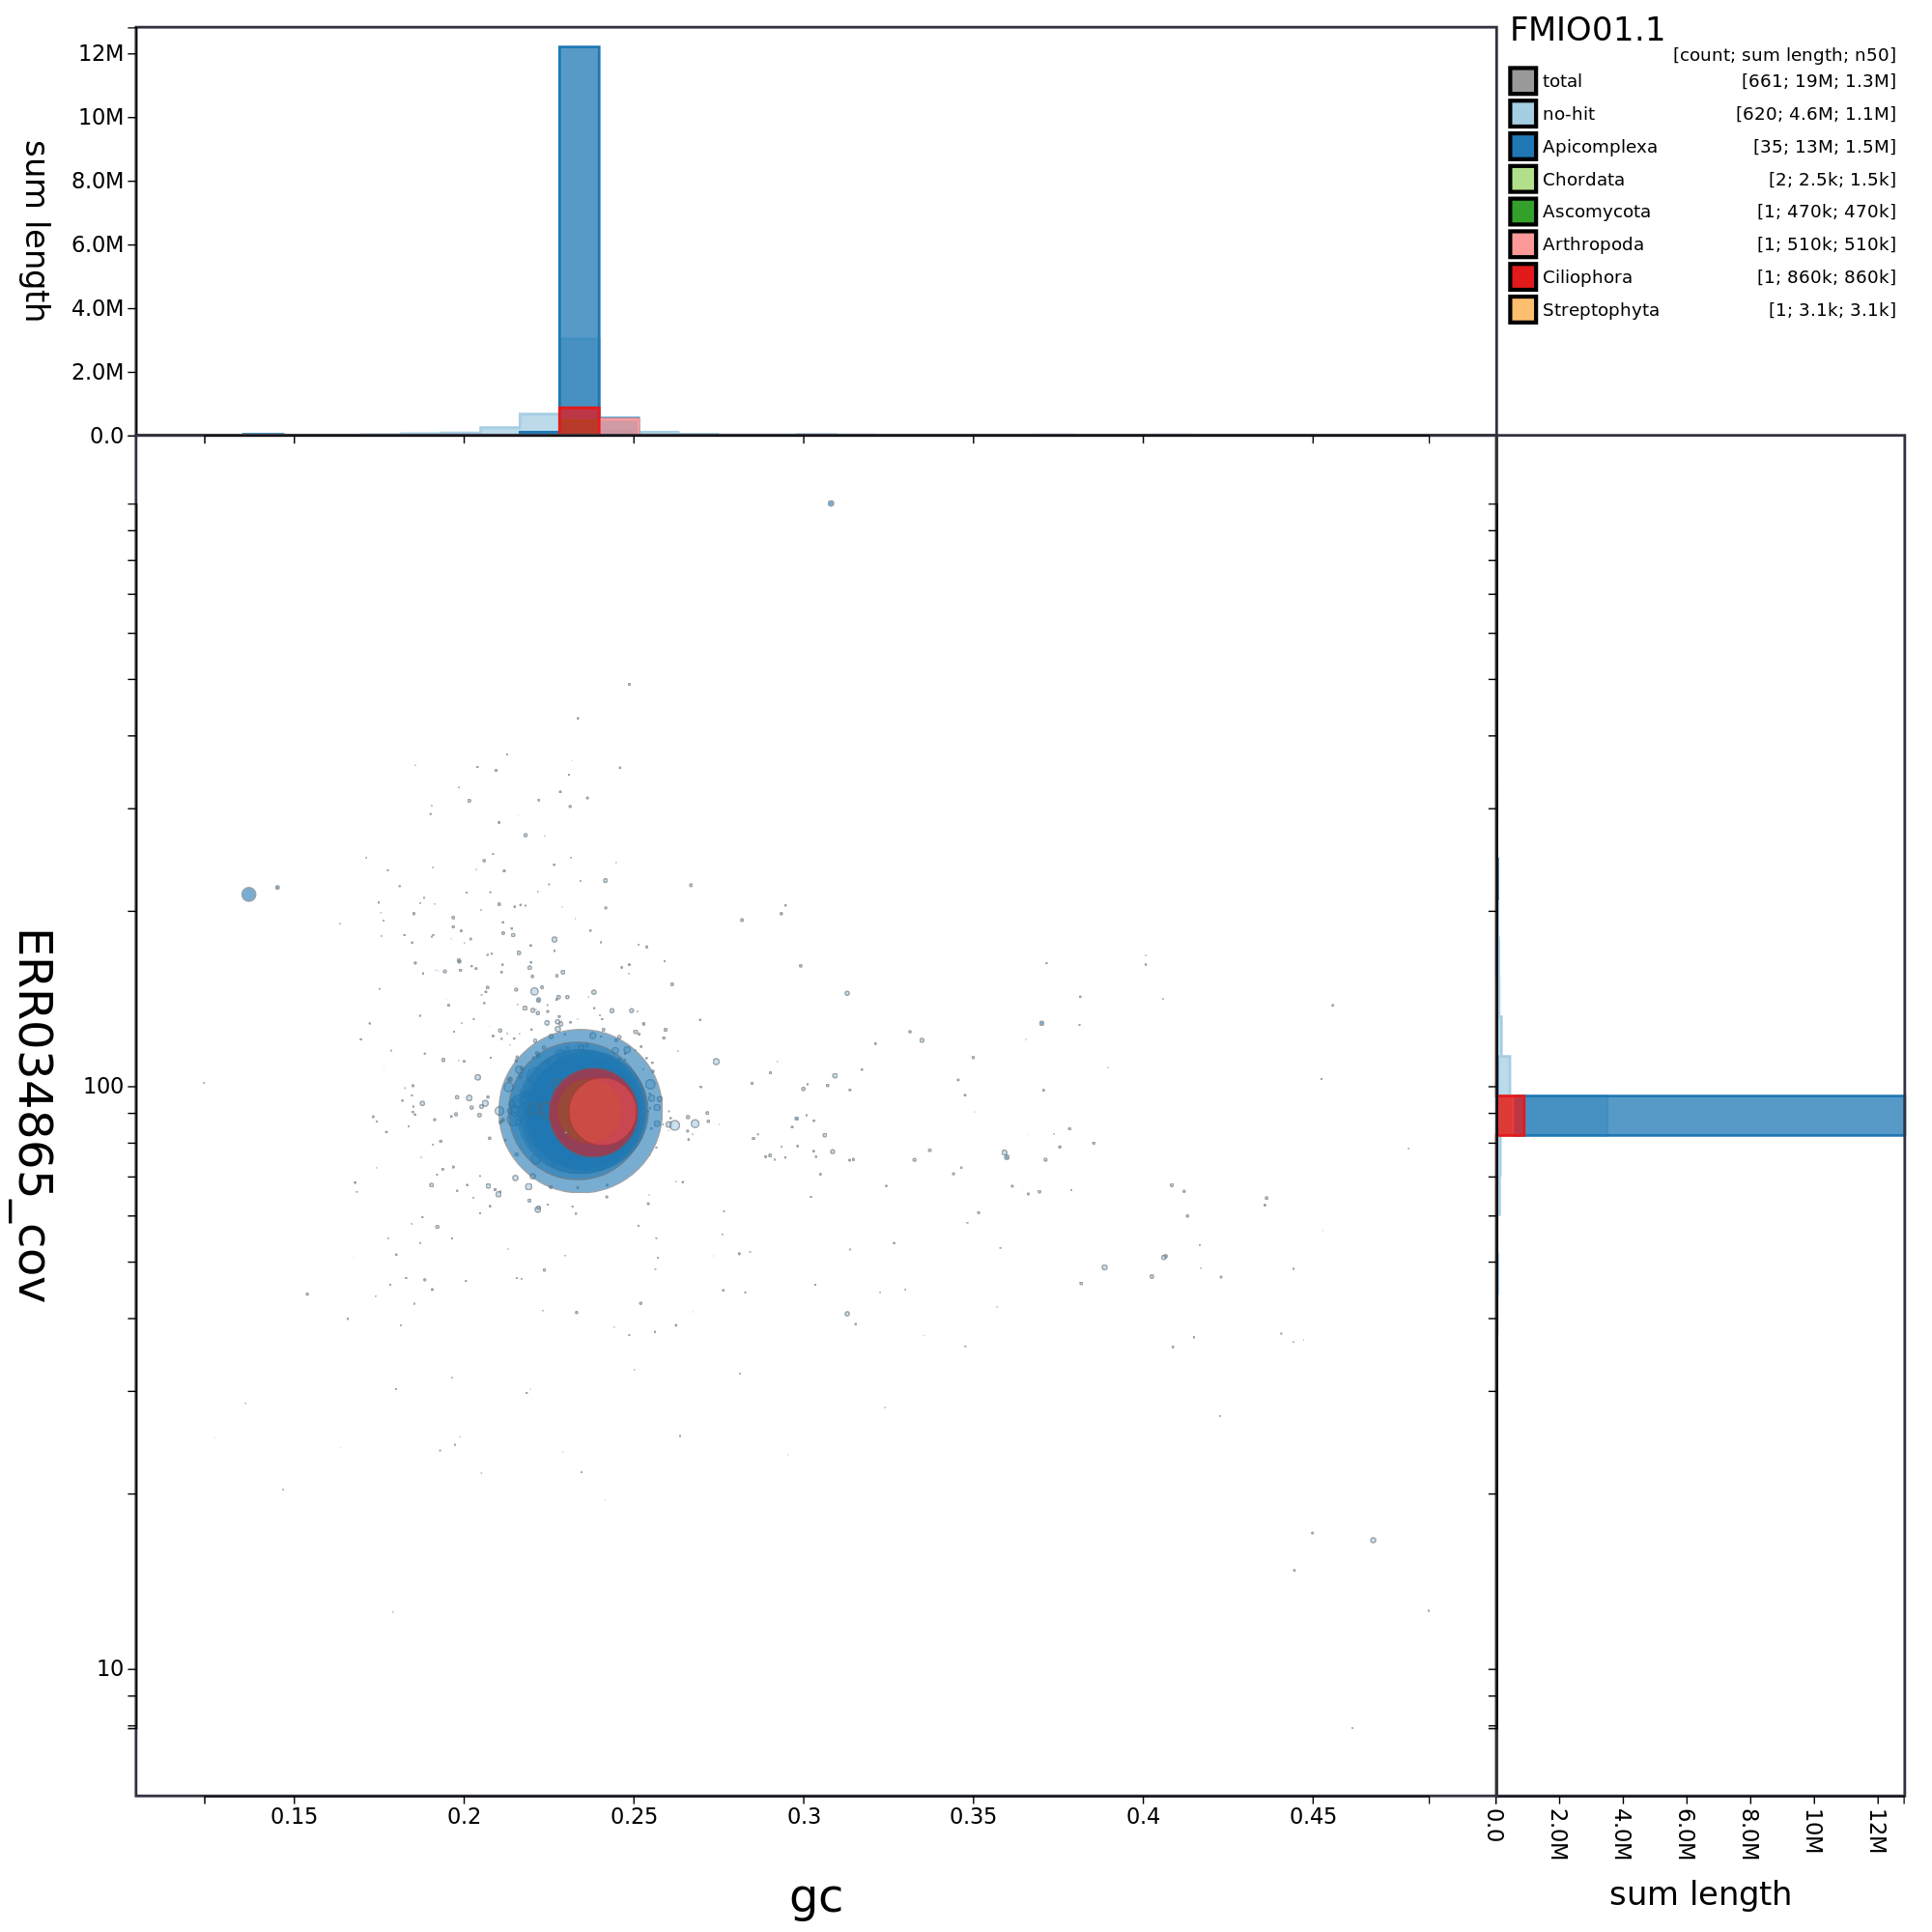 FMIO01.1
[count; sum length; n50]
total [661; 19M; 1.3M]
no-hit [620; 4.6M; 1.1M]
Apicomplexa [35; 13M; 1.5M]
Chordata [2; 2.5k; 1.5k]
Ascomycota [1; 470k; 470k]
Arthropoda [1; 510k; 510k]
Ciliophora [1; 860k; 860k]
Streptophyta [1; 3.1k; 3.1k]
sum length
12M
10M
8.0M
6.0M
4.0M
2.0M
0.0
ERR034865_cov
100
10
0.15 0.2 0.25 0.3 0.35 0.4 0.45
gc
0.0 2.0M 4.0M 6.0M 8.0M 10M 12M
sum length